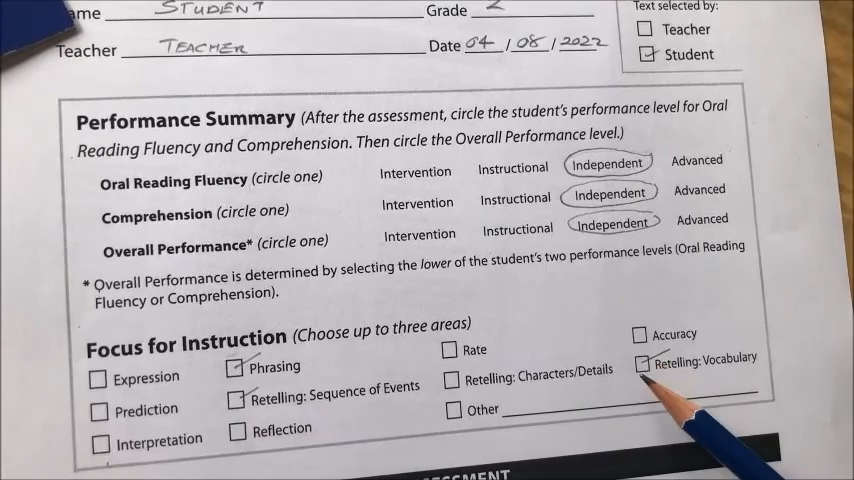 Name STUDENT Grade 2 Text selected by:
Teacher
Teacher TEACHER Date 04 / 08 / 2022 Student
Performance Summary (After the assessment, circle the student's performance level for Oral
Reading Fluency and Comprehension. Then circle the Overall Performance level.)
Oral Reading Fluency (circle one) Intervention Instructional Independent Advanced
Comprehension (circle one) Intervention Instructional Independent Advanced
Overall Performance* (circle one) Intervention Instructional Independent Advanced
* Overall Performance is determined by selecting the lower of the student's two performance levels (Oral Reading
Fluency or Comprehension).
Focus for Instruction (Choose up to three areas)
Expression Phrasing Rate Accuracy
Prediction Retelling: Sequence of Events Retelling: Characters/Details Retelling: Vocabulary
Interpretation Reflection Other